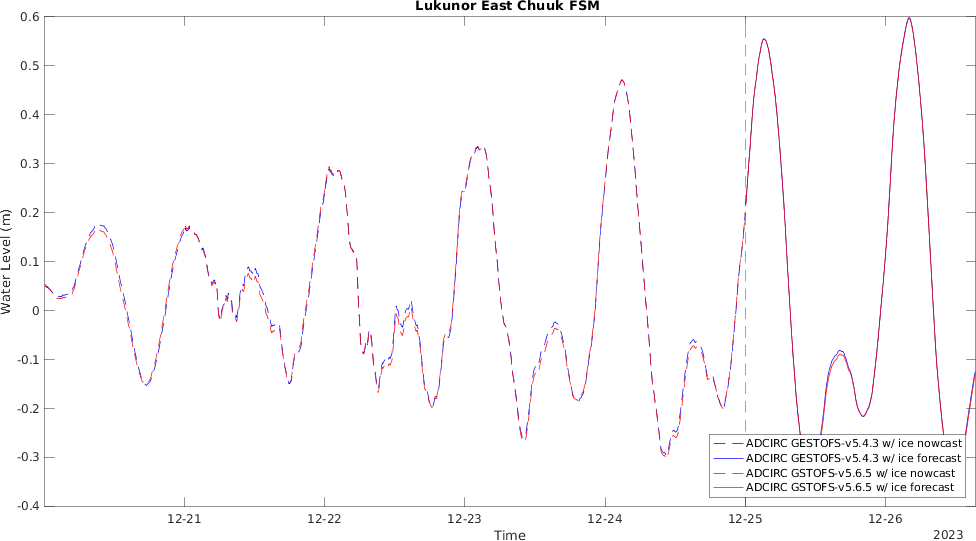 Lukunor East Chuuk FSM
0.6
0.5
0.4
0.3
0.2
0.1
0
-0.1
-0.2
-0.3
-0.4
Water Level (m)
12-21
12-22
12-23
12-24
12-25
12-26
Time
2023
ADCIRC GESTOFS-v5.4.3 w/ ice nowcast
ADCIRC GESTOFS-v5.4.3 w/ ice forecast
ADCIRC GSTOFS-v5.6.5 w/ ice nowcast
ADCIRC GSTOFS-v5.6.5 w/ ice forecast